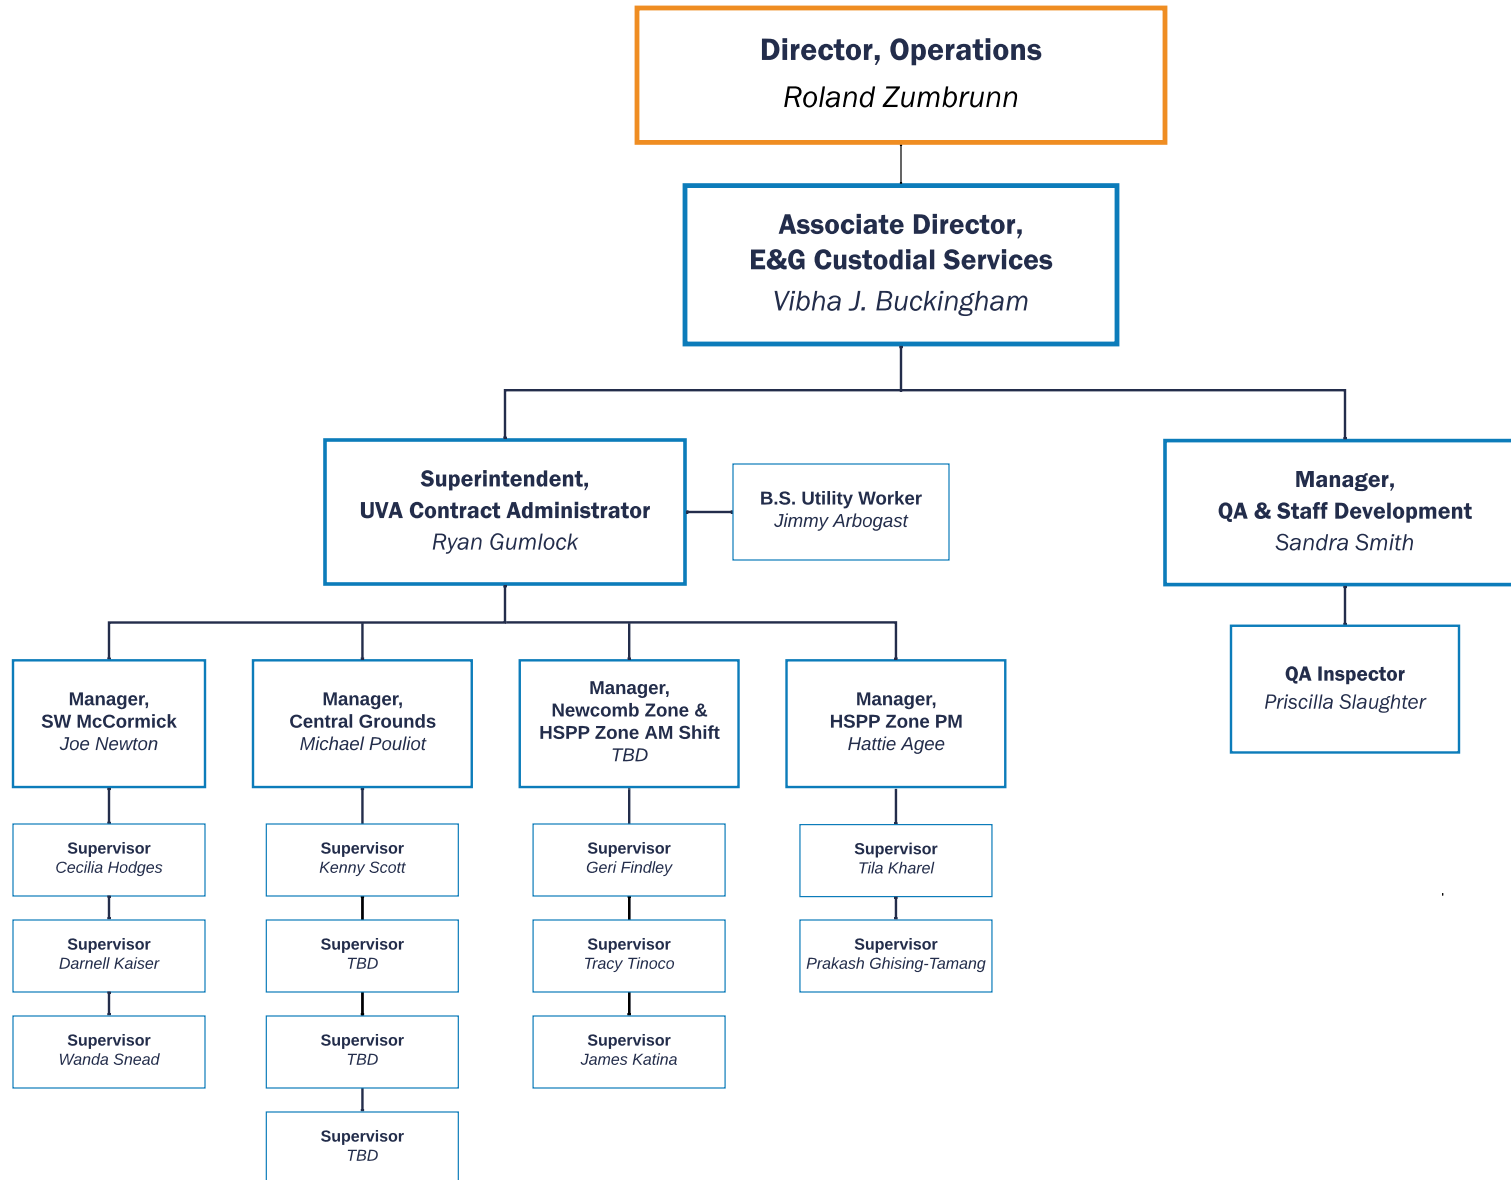 Director, Operations
Roland Zumbrunn
Associate Director,
E&G Custodial Services
Vibha J. Buckingham
Superintendent,
UVA Contract Administrator
Ryan Gumlock
B.S. Utility Worker
Jimmy Arbogast
Manager,
QA & Staff Development
Sandra Smith
QA Inspector
Priscilla Slaughter
Manager,
SW McCormick
Joe Newton
Supervisor
Cecilia Hodges
Supervisor
Darnell Kaiser
Supervisor
Wanda Snead
Manager,
Central Grounds
Michael Pouliot
Supervisor
Kenny Scott
Supervisor
TBD
Supervisor
TBD
Supervisor
TBD
Manager,
Newcomb Zone &
HSPP Zone AM Shift
TBD
Supervisor
Geri Findley
Supervisor
Tracy Tinoco
Supervisor
James Katina
Manager,
HSPP Zone PM
Hattie Agee
Supervisor
Tila Kharel
Supervisor
Prakash Ghising-Tamang